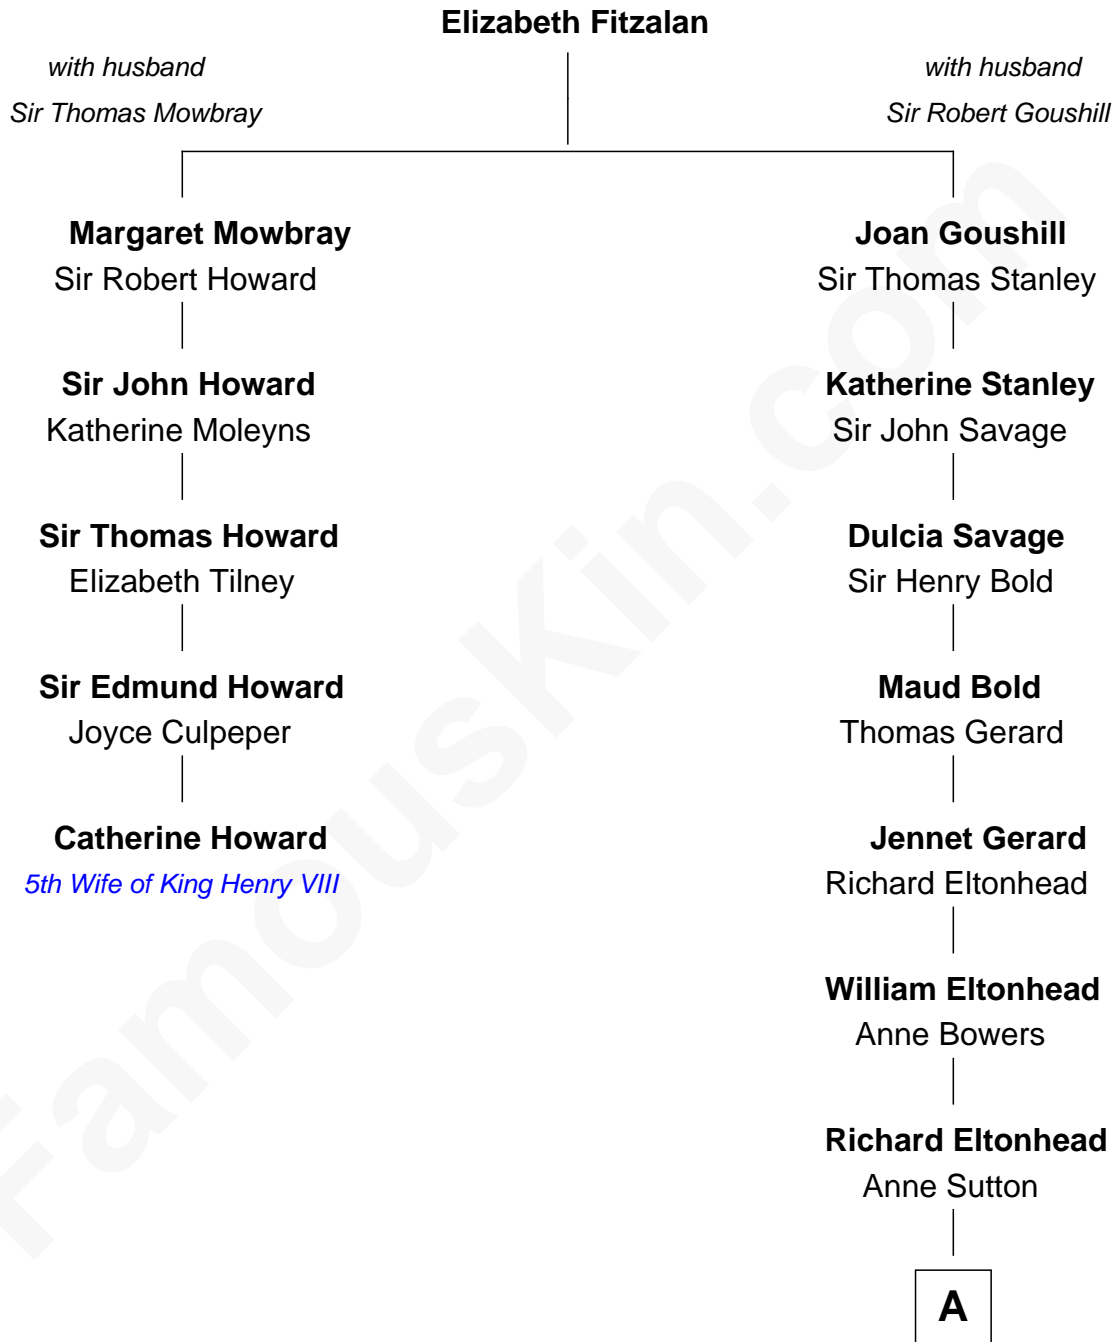 Elizabeth Fitzalan
with husband
Sir Thomas Mowbray
with husband
Sir Robert Goushill
Margaret Mowbray
Sir Robert Howard
Joan Goushill
Sir Thomas Stanley
Sir John Howard
Katherine Moleyns
Katherine Stanley
Sir John Savage
Sir Thomas Howard
Elizabeth Tilney
Dulcia Savage
Sir Henry Bold
Sir Edmund Howard
Joyce Culpeper
Maud Bold
Thomas Gerard
Catherine Howard
5th Wife of King Henry VIII
Jennet Gerard
Richard Eltonhead
William Eltonhead
Anne Bowers
Richard Eltonhead
Anne Sutton
A
FamousKin.com